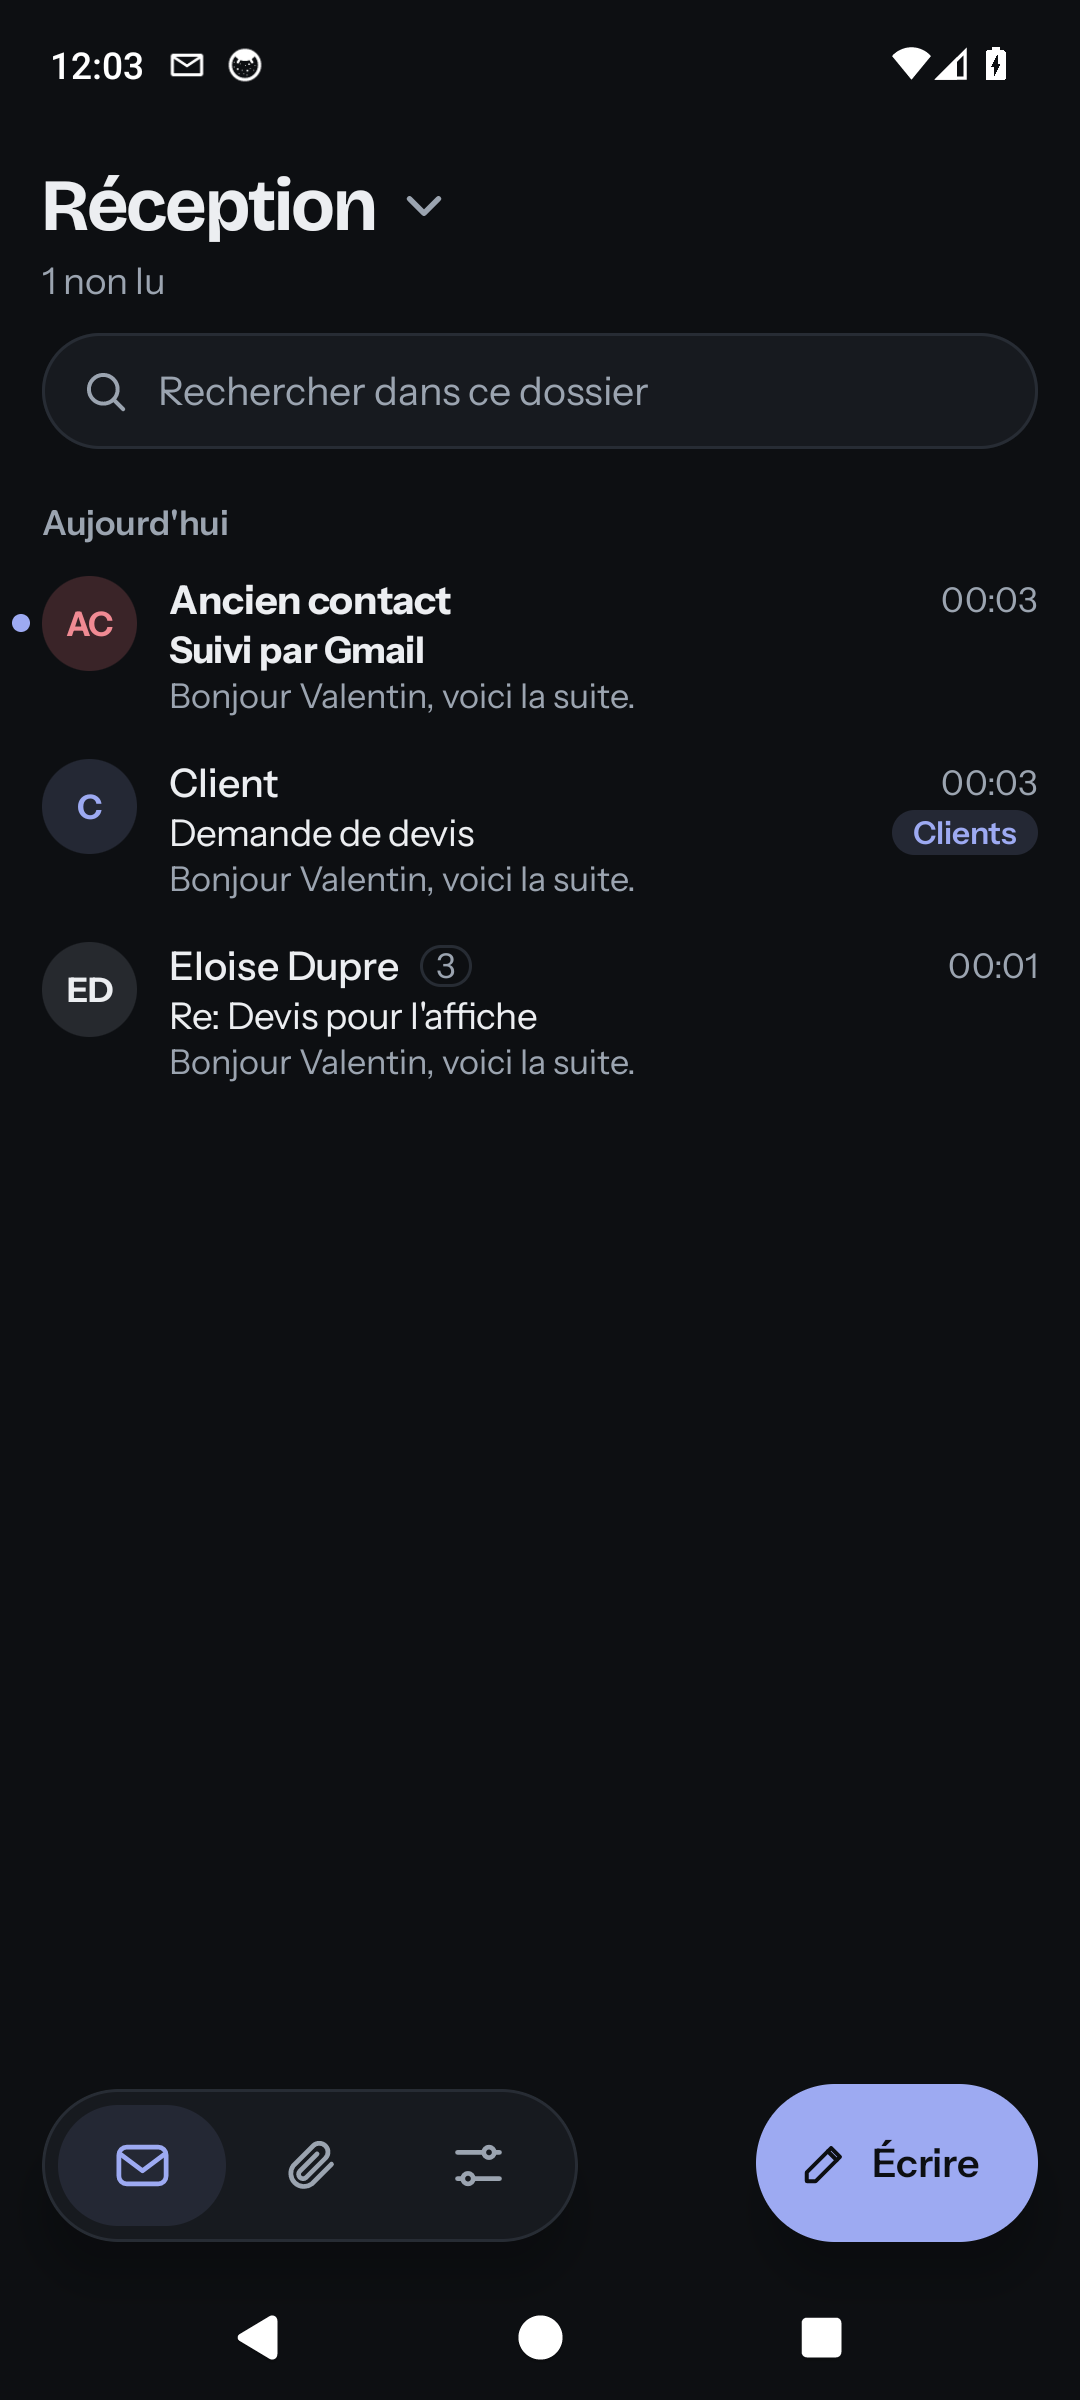 12:03
Réception
1 non lu
Rechercher dans ce dossier
Aujourd'hui
AC
Ancien contact
00:03
Suivi par Gmail
Bonjour Valentin, voici la suite.
C
Client
00:03
Demande de devis
Clients
Bonjour Valentin, voici la suite.
ED
Eloise Dupre 3
00:01
Re: Devis pour l'affiche
Bonjour Valentin, voici la suite.
Écrire